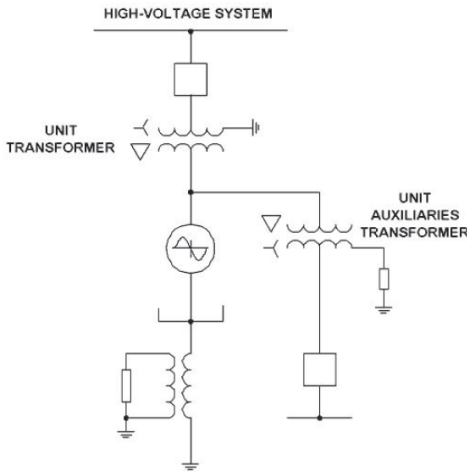 HIGH-VOLTAGE SYSTEM
UNIT
TRANSFORMER
UNIT
AUXILIARIES
TRANSFORMER